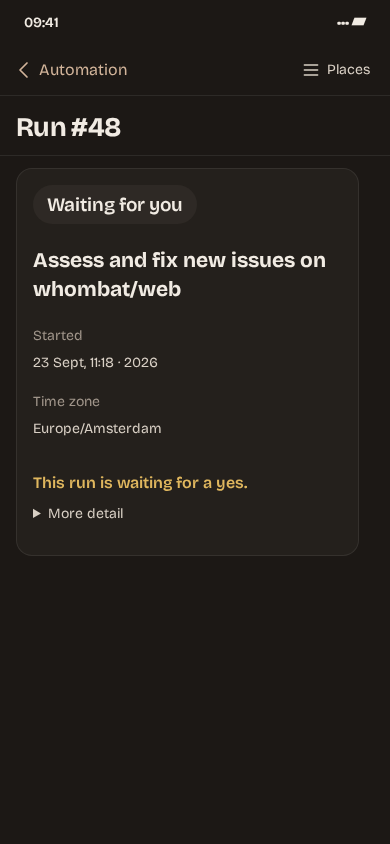 09:41
Automation
Places
Run #48
Waiting for you
Assess and fix new issues on
whombat/web
Started
23 Sept, 11:18 · 2026
Time zone
Europe/Amsterdam
This run is waiting for a yes.
More detail